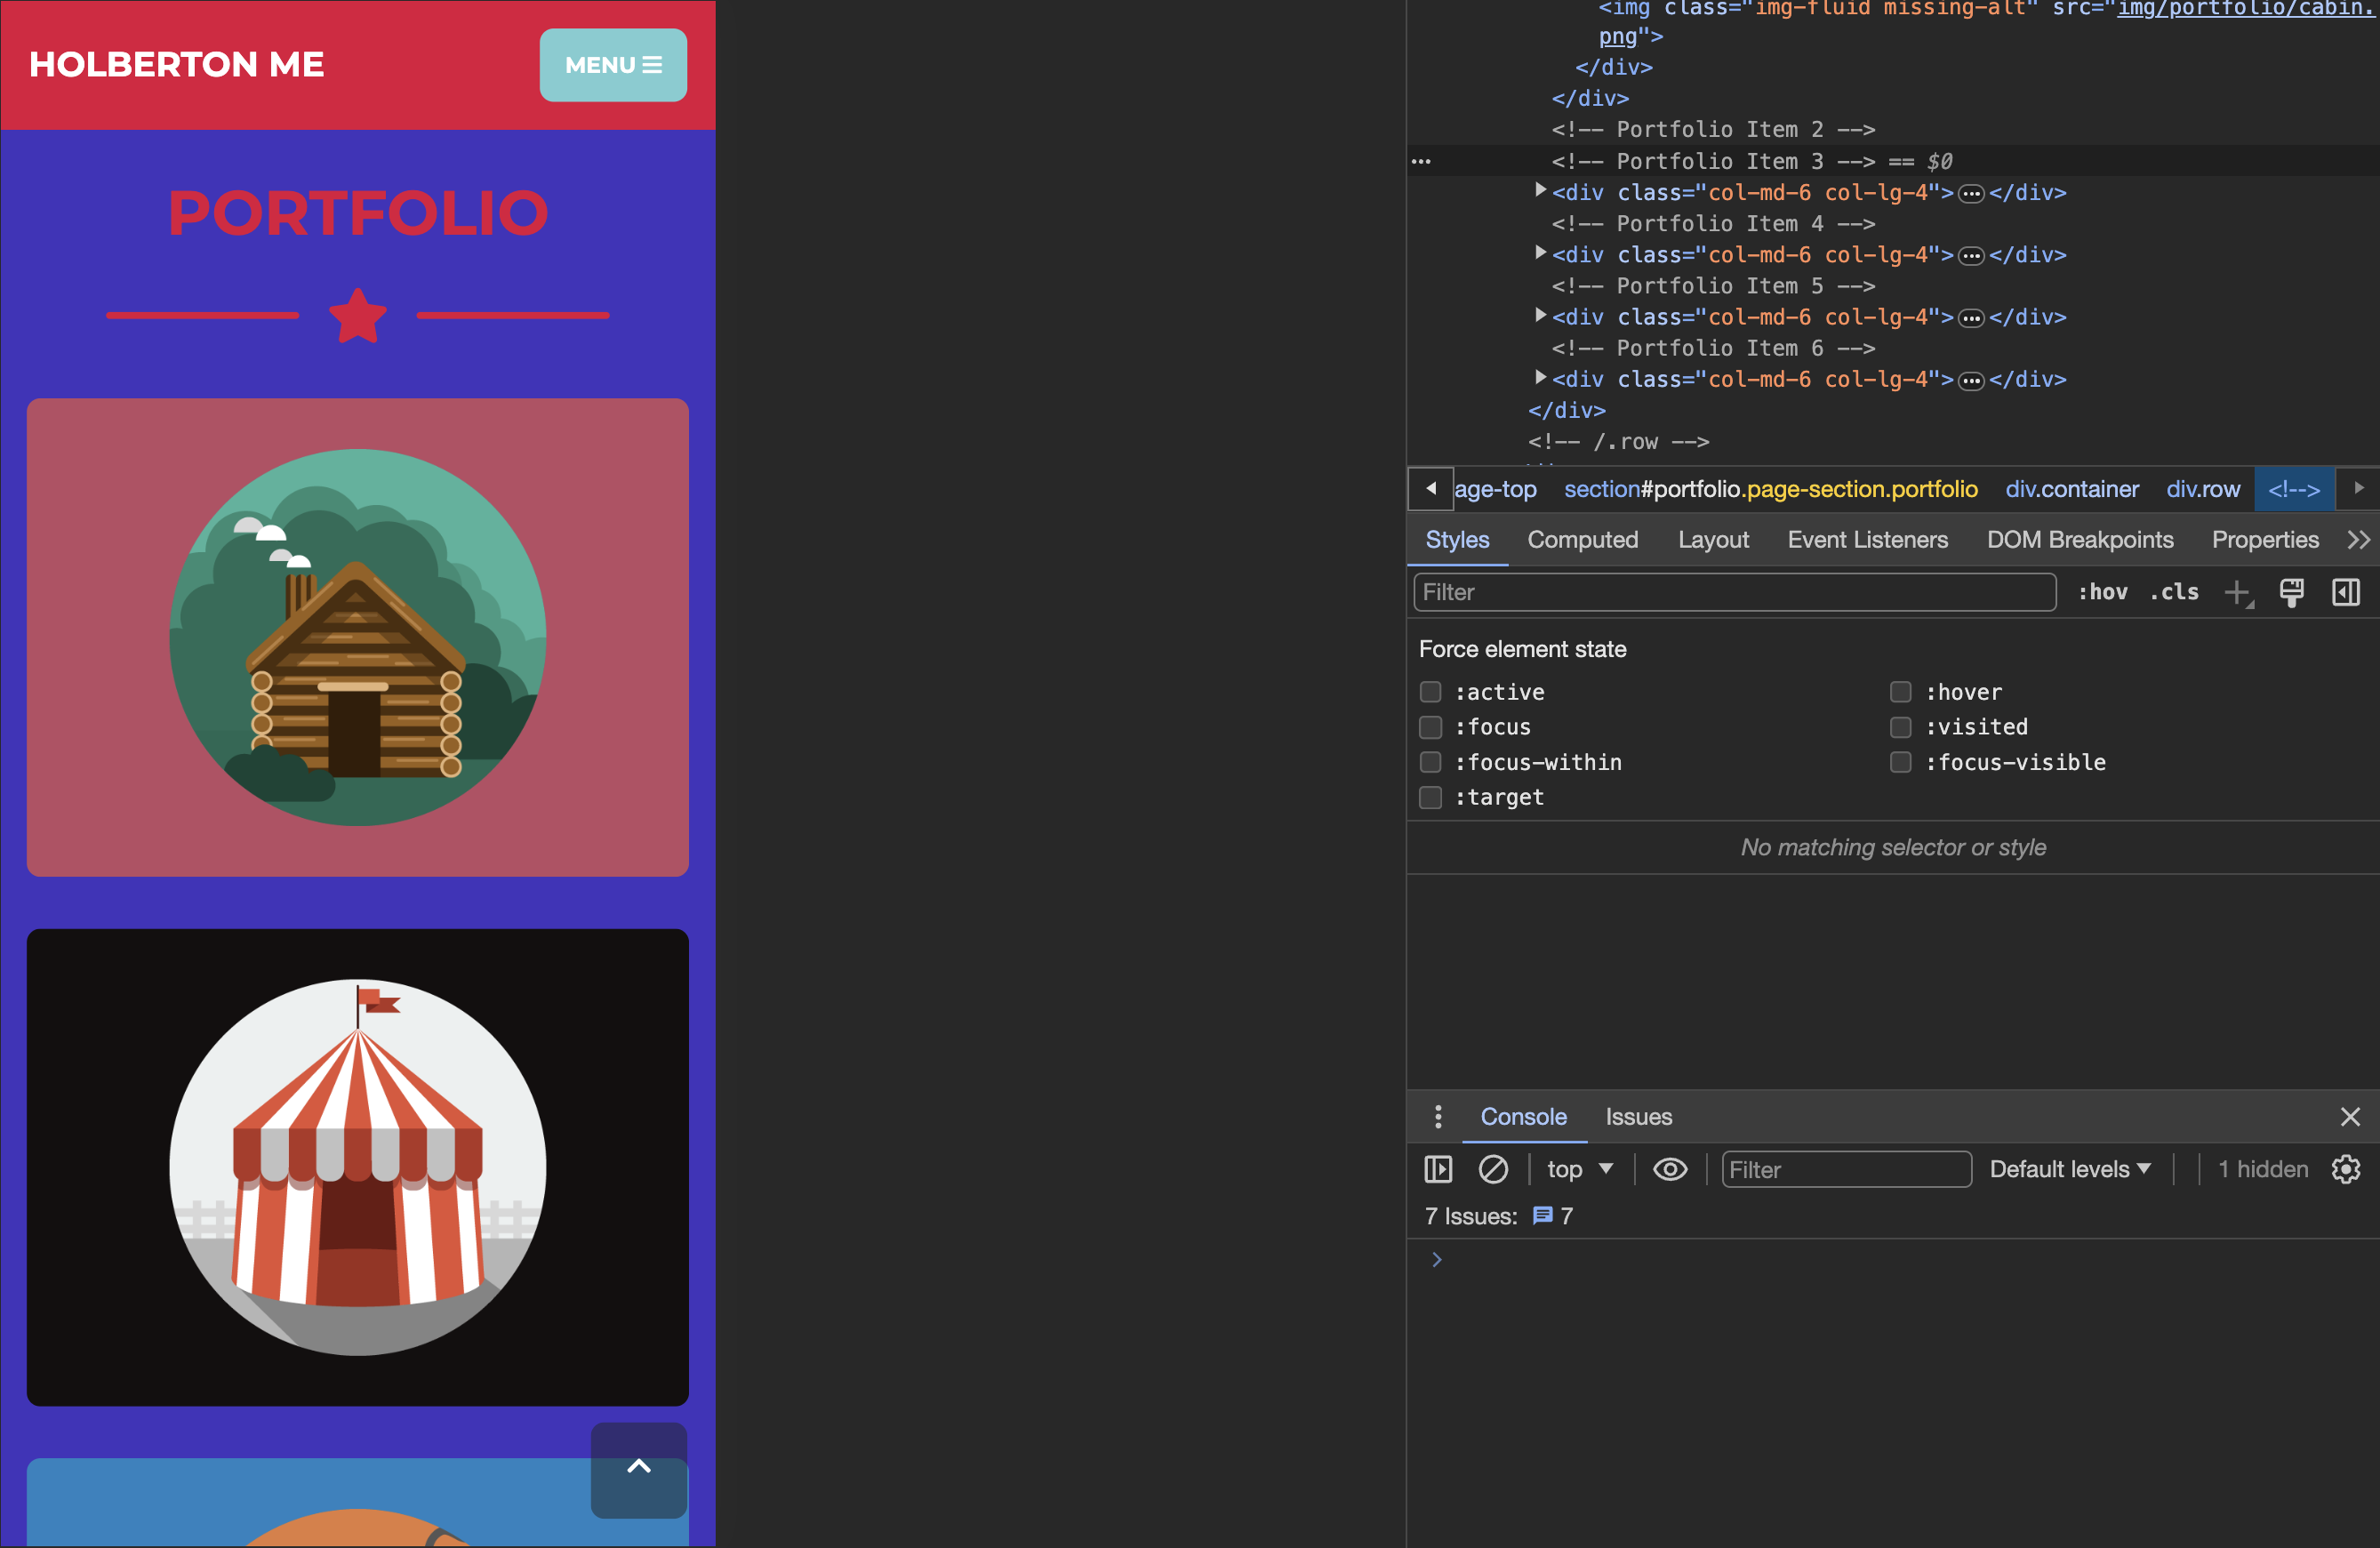 HOLBERTON ME
MENU
PORTFOLIO
<img class="img-fluid missing-alt" src="img/portfolio/cabin.
png">
</div>
</div>
<!-- Portfolio Item 2 -->
<!-- Portfolio Item 3 --> == $0
<div class="col-md-6 col-lg-4">…</div>
<!-- Portfolio Item 4 -->
<div class="col-md-6 col-lg-4">…</div>
<!-- Portfolio Item 5 -->
<div class="col-md-6 col-lg-4">…</div>
<!-- Portfolio Item 6 -->
<div class="col-md-6 col-lg-4">…</div>
</div>
<!-- /.row -->
age-top section#portfolio.page-section.portfolio div.container div.row <!-->
Styles Computed Layout Event Listeners DOM Breakpoints Properties
Filter :hov .cls
Force element state
:active :hover
:focus :visited
:focus-within :focus-visible
:target
No matching selector or style
Console Issues
top Filter Default levels 1 hidden
7 Issues: 7